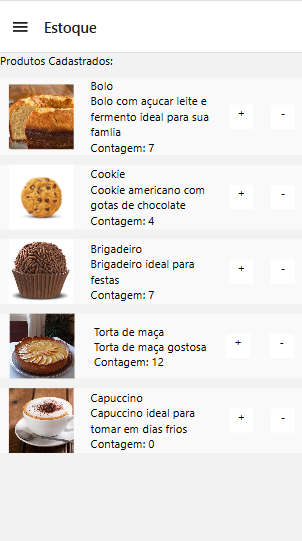 Estoque
Produtos Cadastrados:
Bolo
Bolo com açucar leite e
fermento ideal para sua
famlia
Contagem: 7
+ -
Cookie
Cookie americano com
gotas de chocolate
Contagem: 4
+ -
Brigadeiro
Brigadeiro ideal para
festas
Contagem: 7
+ -
Torta de maça
Torta de maça gostosa
Contagem: 12
+ -
Capuccino
Capuccino ideal para
tomar em dias frios
Contagem: 0
+ -